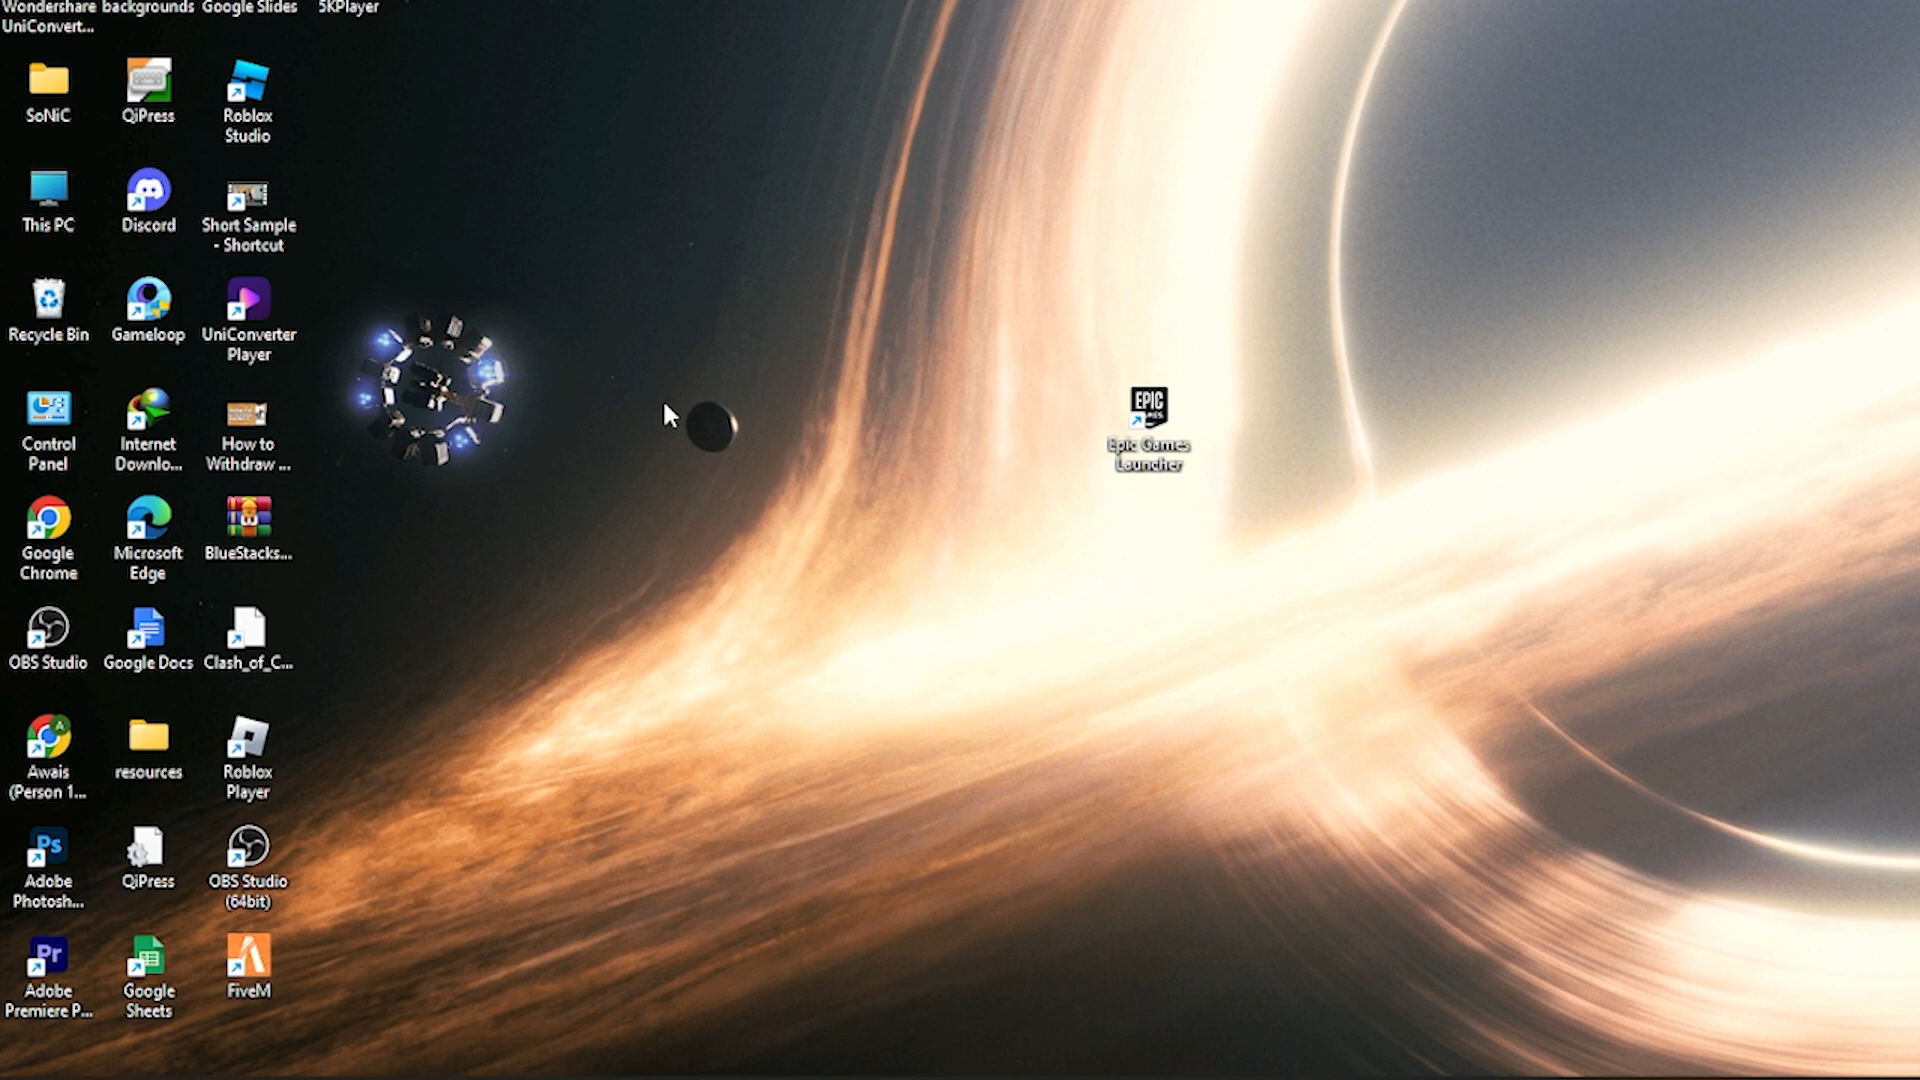 Wondershare
UniConvert...
backgrounds
Google Slides
5KPlayer
SoNiC
QiPress
Roblox
Studio
This PC
Discord
Short Sample
- Shortcut
Recycle Bin
Gameloop
UniConverter
Player
Control
Panel
Internet
Downlo...
How to
Withdraw ...
EPIC
Epic Games
Launcher
Google
Chrome
Microsoft
Edge
BlueStacks...
OBS Studio
Google Docs
Clash_of_C...
A
Awais
(Person 1...
resources
Roblox
Player
Ps
Adobe
Photosh...
QiPress
OBS Studio
(64bit)
Pr
Adobe
Premiere P...
Google
Sheets
FiveM